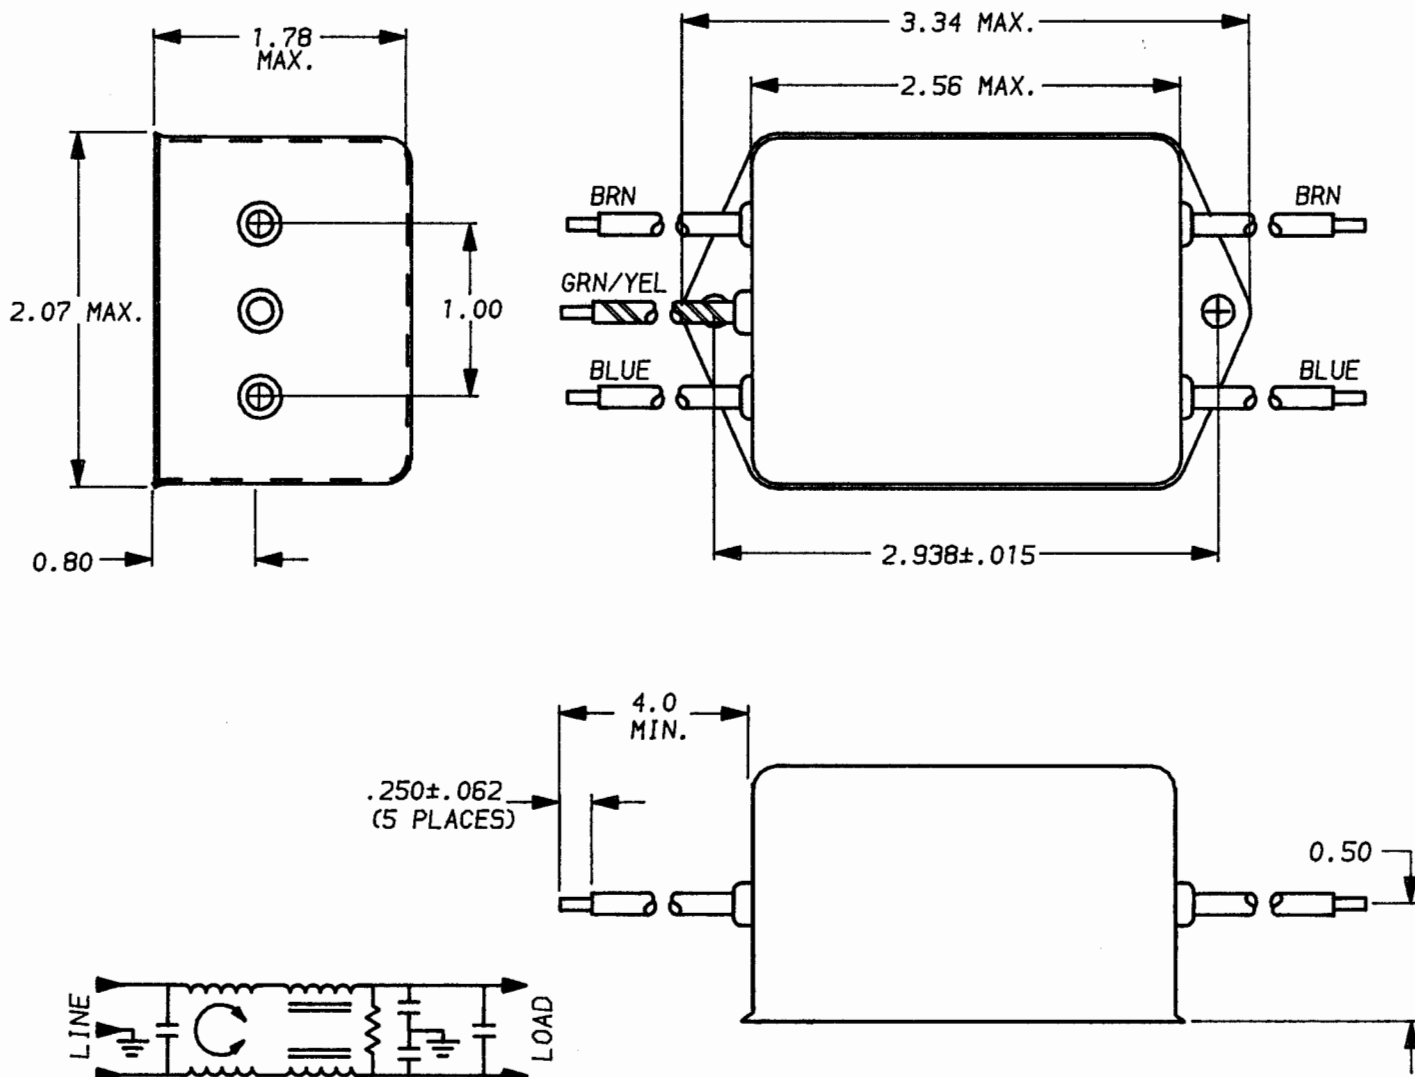 1.78
MAX.
3.34 MAX.
2.56 MAX.
BRN
BRN
GRN/YEL
2.07 MAX.
1.00
BLUE
BLUE
0.80
2.938±.015
4.0
MIN.
.250±.062
(5 PLACES)
0.50
LINE
LOAD